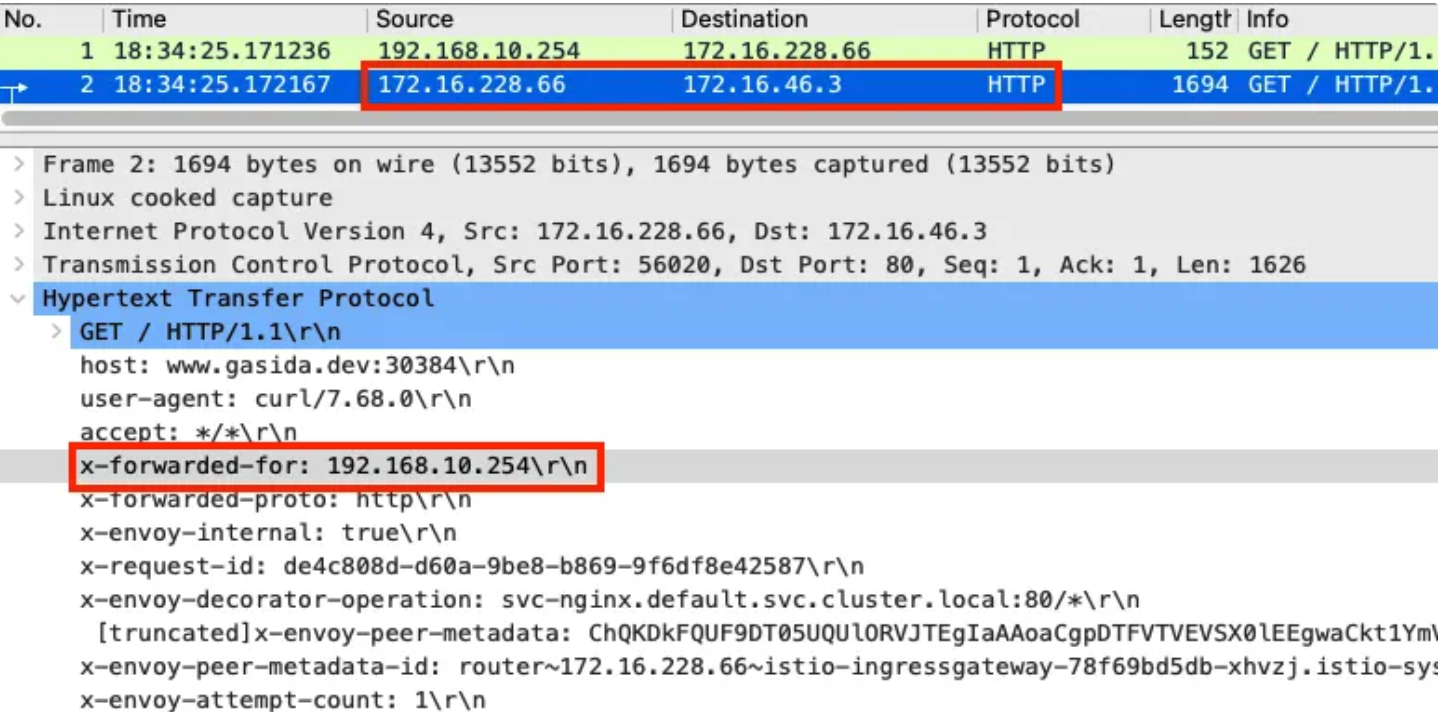 No. Time Source Destination Protocol Length Info
1 18:34:25.171236 192.168.10.254 172.16.228.66 HTTP 152 GET / HTTP/1.
2 18:34:25.172167 172.16.228.66 172.16.46.3 HTTP 1694 GET / HTTP/1.
Frame 2: 1694 bytes on wire (13552 bits), 1694 bytes captured (13552 bits)
Linux cooked capture
Internet Protocol Version 4, Src: 172.16.228.66, Dst: 172.16.46.3
Transmission Control Protocol, Src Port: 56020, Dst Port: 80, Seq: 1, Ack: 1, Len: 1626
Hypertext Transfer Protocol
GET / HTTP/1.1\r\n
host: www.gasida.dev:30384\r\n
user-agent: curl/7.68.0\r\n
accept: */*\r\n
x-forwarded-for: 192.168.10.254\r\n
x-forwarded-proto: http\r\n
x-envoy-internal: true\r\n
x-request-id: de4c808d-d60a-9be8-b869-9f6df8e42587\r\n
x-envoy-decorator-operation: svc-nginx.default.svc.cluster.local:80/*\r\n
[truncated]x-envoy-peer-metadata:
x-envoy-peer-metadata-id: router~172.16.228.66~istio-ingressgateway-78f69bd5db-xhvzj.istio-sys
x-envoy-attempt-count: 1\r\n